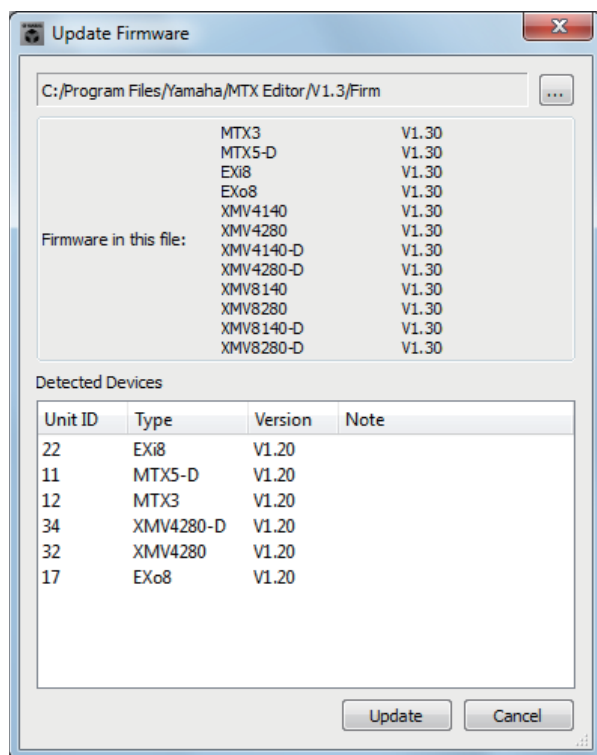 Update Firmware
C:/Program Files/Yamaha/MTX Editor/V1.3/Firm ...
Firmware in this file:
MTX3 V1.30
MTX5-D V1.30
EXi8 V1.30
EXo8 V1.30
XMV4140 V1.30
XMV4280 V1.30
XMV4140-D V1.30
XMV4280-D V1.30
XMV8140 V1.30
XMV8280 V1.30
XMV8140-D V1.30
XMV8280-D V1.30
Detected Devices
Unit ID Type Version Note
22 EXi8 V1.20
11 MTX5-D V1.20
12 MTX3 V1.20
34 XMV4280-D V1.20
32 XMV4280 V1.20
17 EXo8 V1.20
Update Cancel